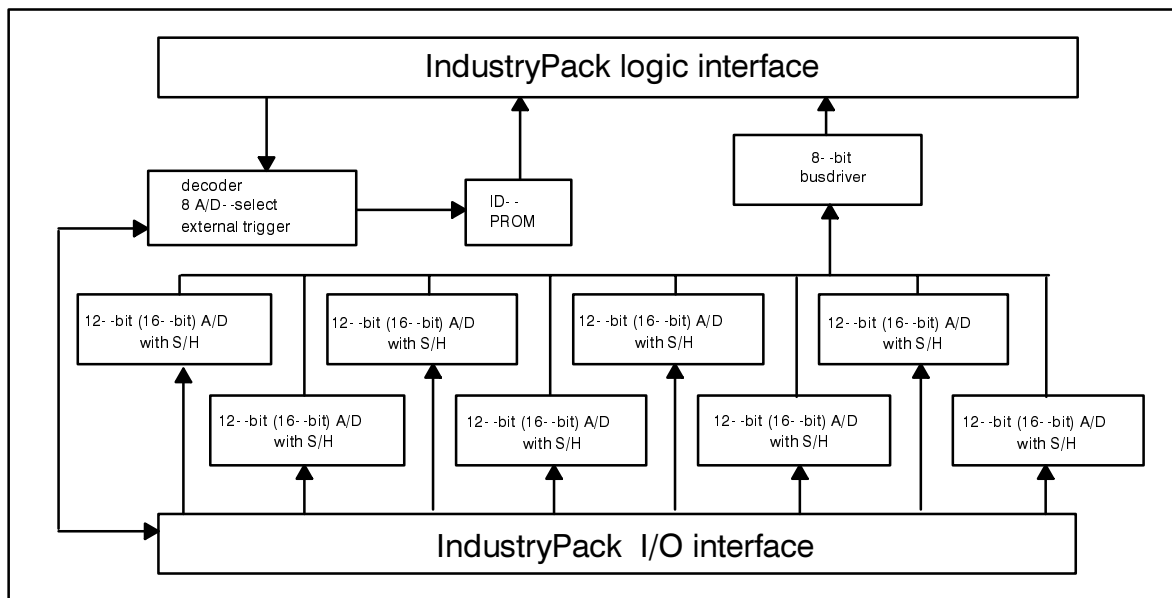 IndustryPack logic interface
8- -bit
busdriver
decoder
8 A/D- -select
external trigger
ID- -
PROM
12- -bit (16- -bit) A/D
with S/H
12- -bit (16- -bit) A/D
with S/H
12- -bit (16- -bit) A/D
with S/H
12- -bit (16- -bit) A/D
with S/H
12- -bit (16- -bit) A/D
with S/H
12- -bit (16- -bit) A/D
with S/H
12- -bit (16- -bit) A/D
with S/H
12- -bit (16- -bit) A/D
with S/H
IndustryPack I/O interface